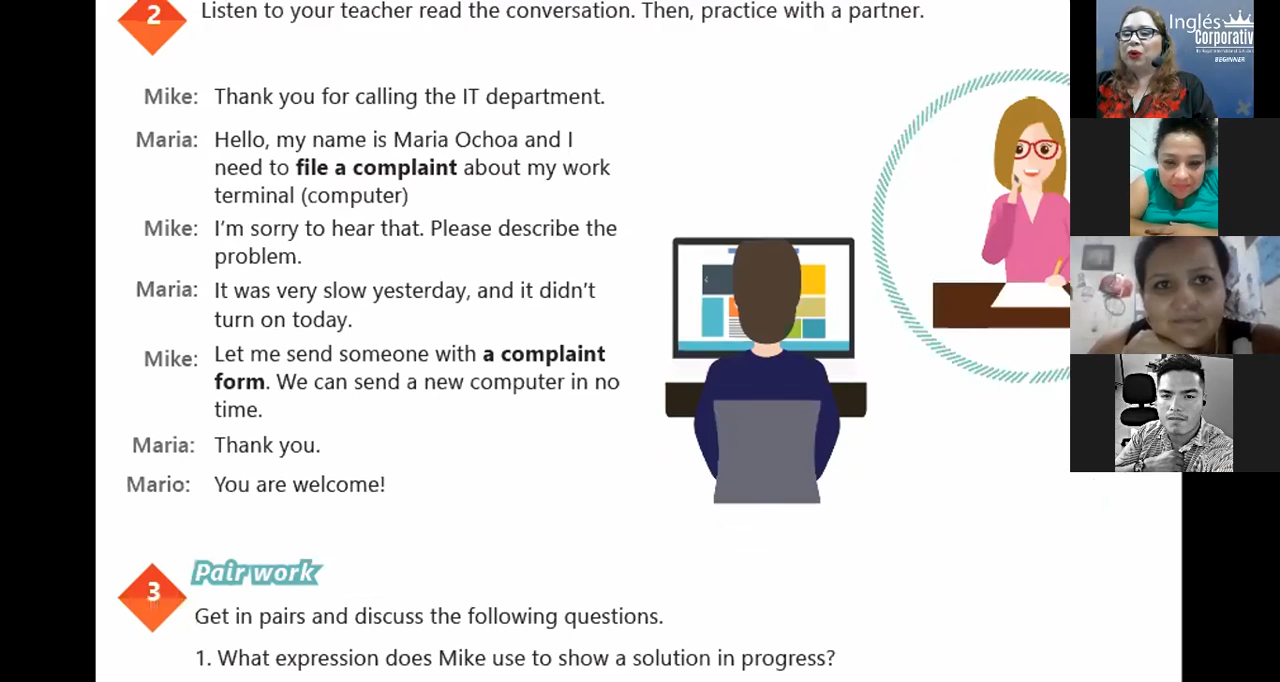 2 Listen to your teacher read the conversation. Then, practice with a partner.
Mike: Thank you for calling the IT department.
Maria: Hello, my name is Maria Ochoa and I
need to file a complaint about my work
terminal (computer)
Mike: I'm sorry to hear that. Please describe the
problem.
Maria: It was very slow yesterday, and it didn't
turn on today.
Mike: Let me send someone with a complaint
form. We can send a new computer in no
time.
Maria: Thank you.
Mario: You are welcome!
3 Pair work
Get in pairs and discuss the following questions.
1. What expression does Mike use to show a solution in progress?
Inglés
Corporativ
BEGINNER